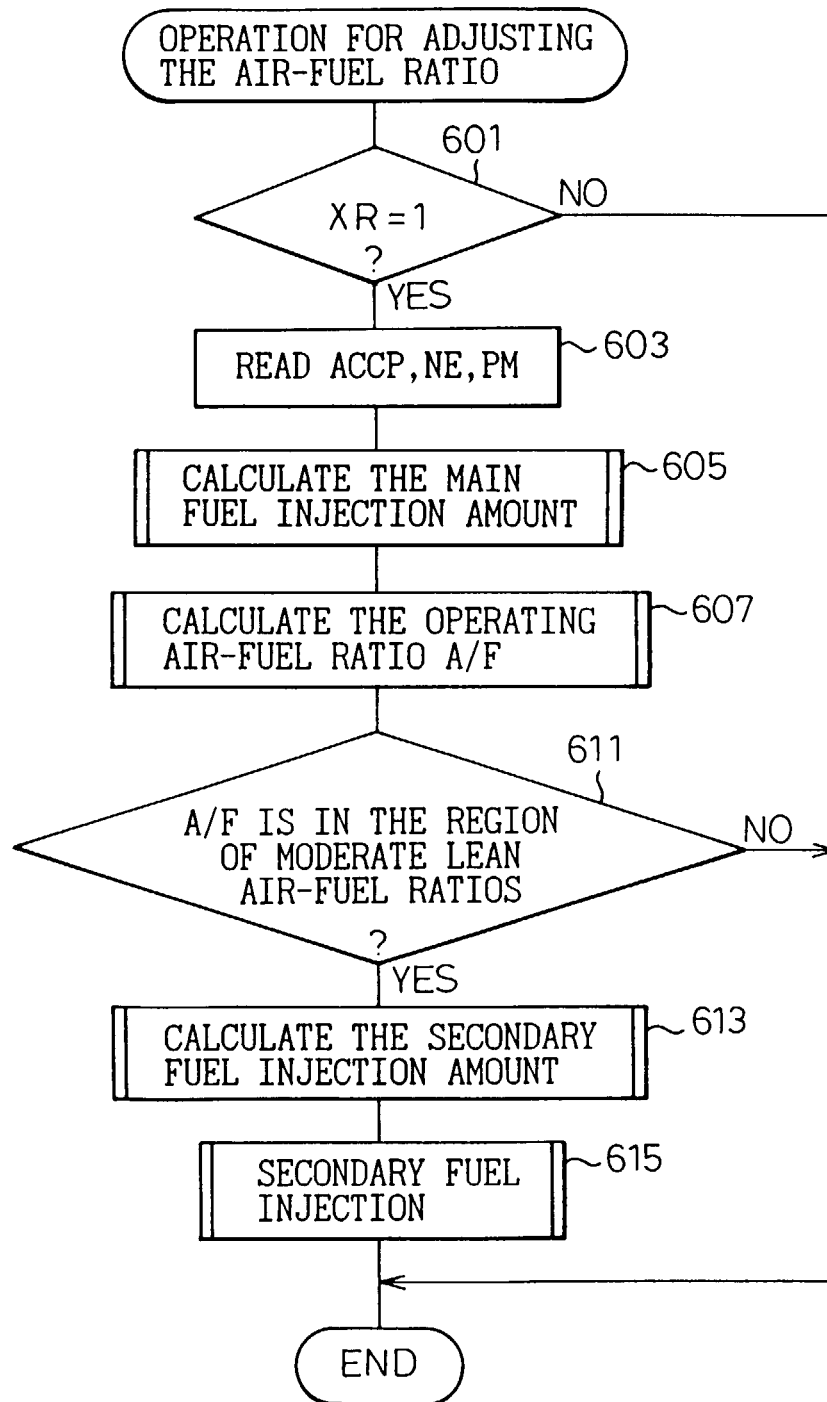 OPERATION FOR ADJUSTING
THE AIR-FUEL RATIO
601
XR=1
?
NO
YES
READ ACCP,NE,PM
603
CALCULATE THE MAIN
FUEL INJECTION AMOUNT
605
CALCULATE THE OPERATING
AIR-FUEL RATIO A/F
607
611
A/F IS IN THE REGION
OF MODERATE LEAN
AIR-FUEL RATIOS
?
NO
YES
CALCULATE THE SECONDARY
FUEL INJECTION AMOUNT
613
SECONDARY FUEL
INJECTION
615
END